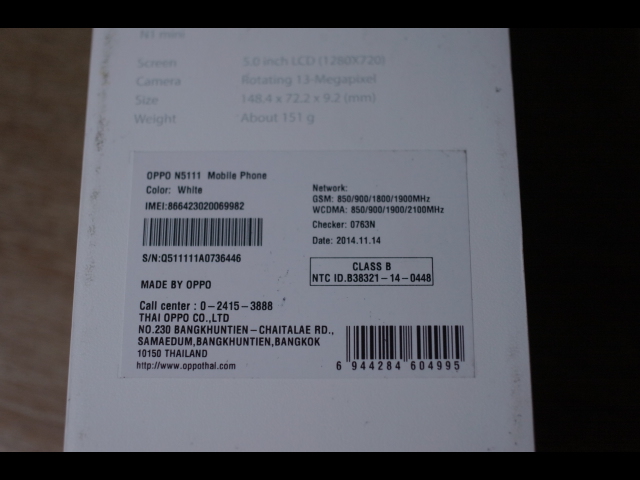 N1 mini
Screen 5.0 inch LCD (1280X720)
Camera Rotating 13-Megapixel
Size 148.4 x 72.2 x 9.2 (mm)
Weight About 151 g
OPPO N5111 Mobile Phone
Color: White
IMEI:866423020069982
S/N:Q511111A0736446
MADE BY OPPO
Network:
GSM: 850/900/1800/1900MHz
WCDMA: 850/900/1900/2100MHz
Checker: 0763N
Date: 2014.11.14
CLASS B
NTC ID.B38321-14-0448
Call center : 0-2415-3888
THAI OPPO CO.,LTD
NO.230 BANGKHUNTIEN-CHAITALAE RD.,
SAMAEDUM,BANGKHUNTIEN,BANGKOK
10150 THAILAND
http://www.oppothai.com
6 944284 604995